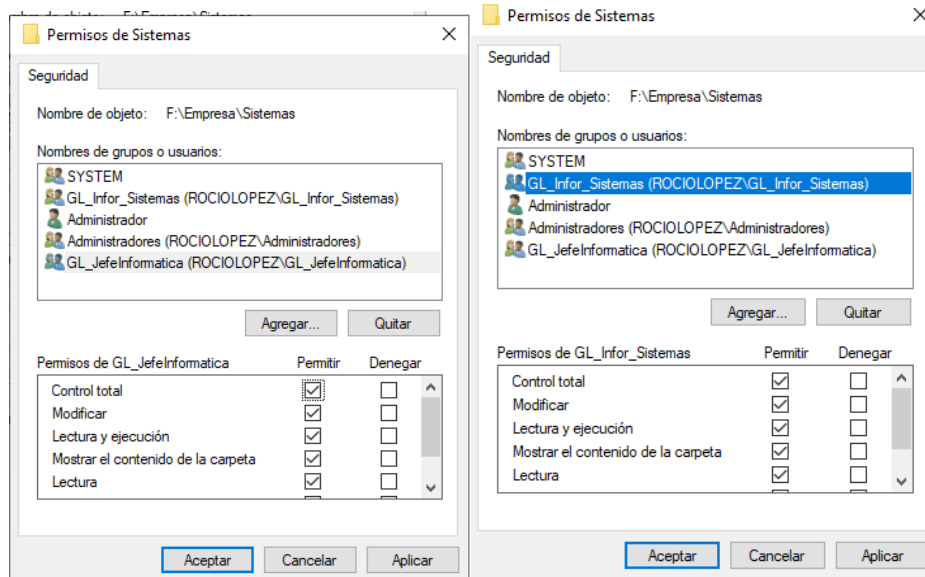 Permisos de Sistemas
Seguridad
Nombre de objeto: F:\Empresa\Sistemas
Nombres de grupos o usuarios:
SYSTEM
GL_Infor_Sistemas (ROCIOLOPEZ\GL_Infor_Sistemas)
Administrador
Administradores (ROCIOLOPEZ\Administradores)
GL_JefeInformatica (ROCIOLOPEZ\GL_JefeInformatica)
Agregar... Quitar
Permisos de GL_JefeInformatica Permitir Denegar
Control total
Modificar
Lectura y ejecución
Mostrar el contenido de la carpeta
Lectura
Aceptar Cancelar Aplicar
Permisos de Sistemas
Seguridad
Nombre de objeto: F:\Empresa\Sistemas
Nombres de grupos o usuarios:
SYSTEM
GL_Infor_Sistemas (ROCIOLOPEZ\GL_Infor_Sistemas)
Administrador
Administradores (ROCIOLOPEZ\Administradores)
GL_JefeInformatica (ROCIOLOPEZ\GL_JefeInformatica)
Agregar... Quitar
Permisos de GL_Infor_Sistemas Permitir Denegar
Control total
Modificar
Lectura y ejecución
Mostrar el contenido de la carpeta
Lectura
Aceptar Cancelar Aplicar